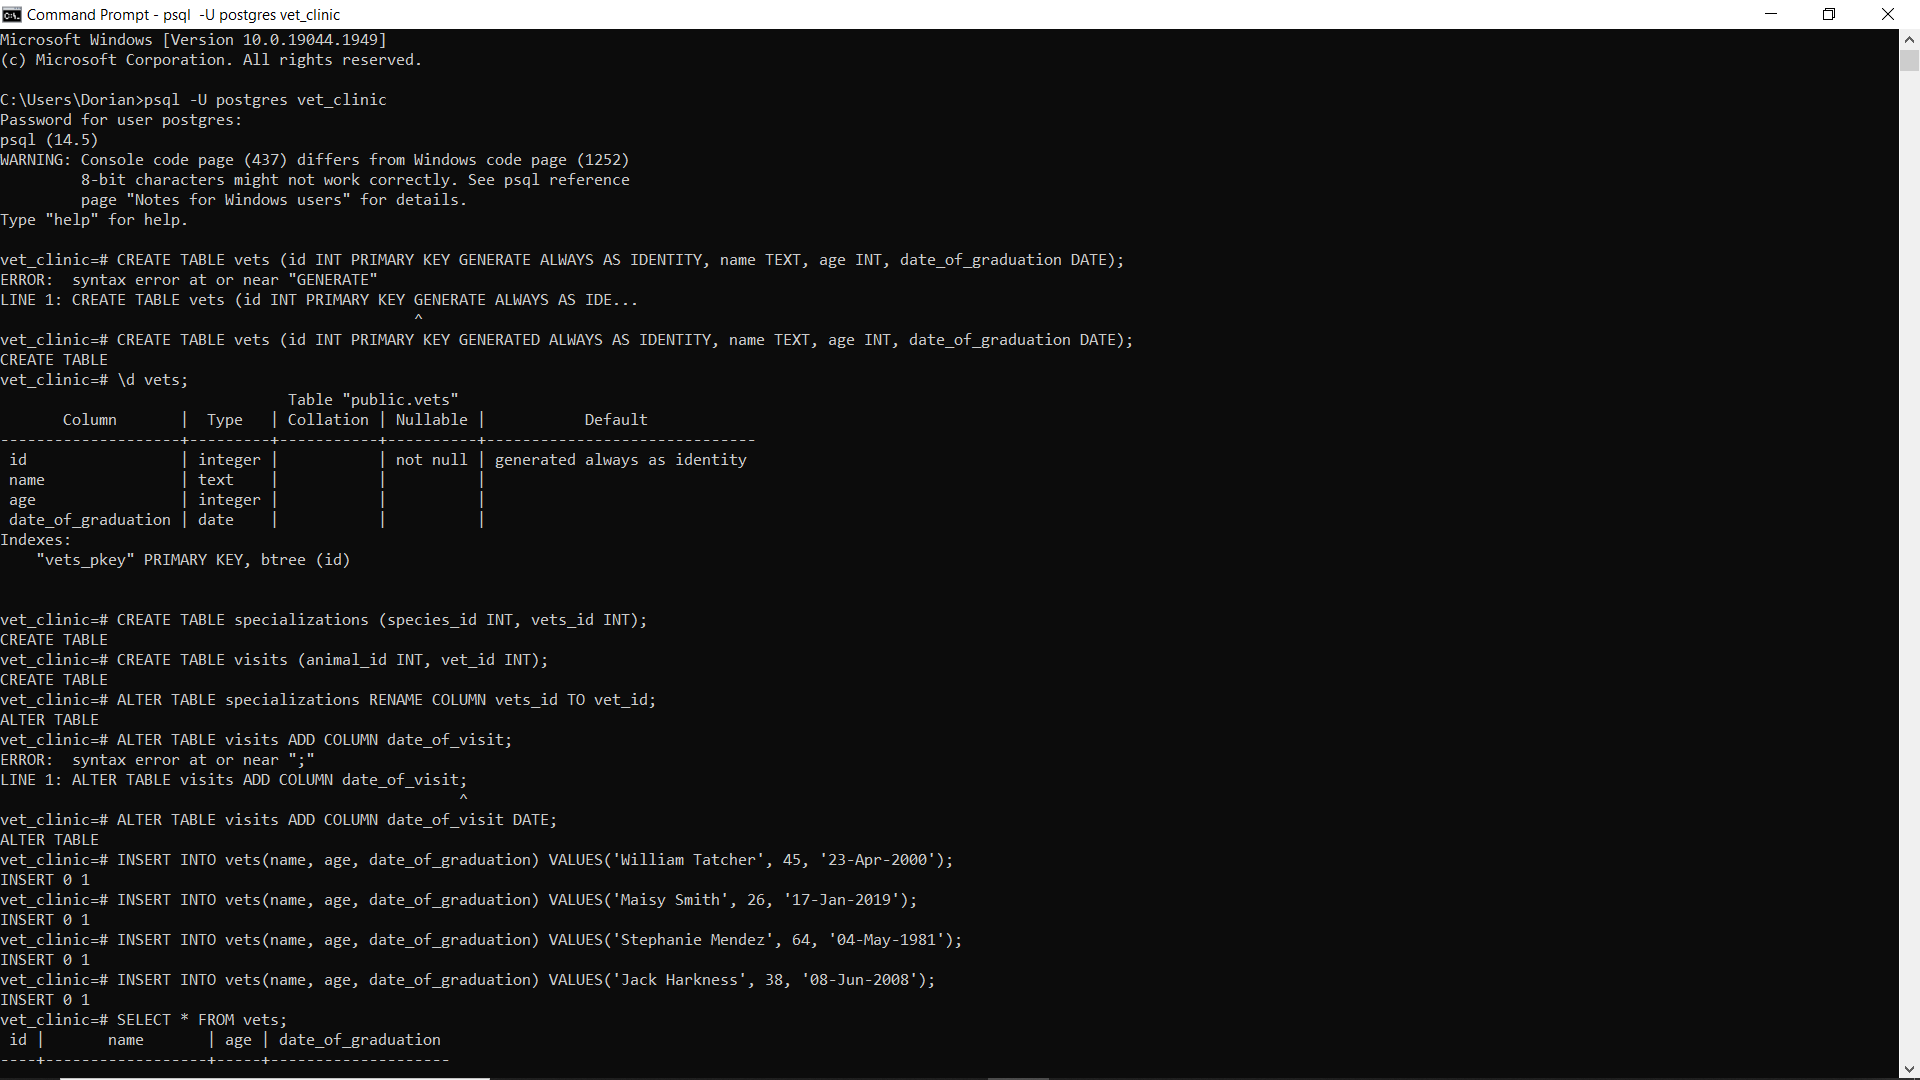 Command Prompt - psql  -U postgres vet_clinic
Microsoft Windows [Version 10.0.19044.1949]
(c) Microsoft Corporation. All rights reserved.

C:\Users\Dorian>psql -U postgres vet_clinic
Password for user postgres:
psql (14.5)
WARNING: Console code page (437) differs from Windows code page (1252)
         8-bit characters might not work correctly. See psql reference
         page "Notes for Windows users" for details.
Type "help" for help.

vet_clinic=# CREATE TABLE vets (id INT PRIMARY KEY GENERATE ALWAYS AS IDENTITY, name TEXT, age INT, date_of_graduation DATE);
ERROR:  syntax error at or near "GENERATE"
LINE 1: CREATE TABLE vets (id INT PRIMARY KEY GENERATE ALWAYS AS IDE...
                                              ^
vet_clinic=# CREATE TABLE vets (id INT PRIMARY KEY GENERATED ALWAYS AS IDENTITY, name TEXT, age INT, date_of_graduation DATE);
CREATE TABLE
vet_clinic=# \d vets;
                                Table "public.vets"
       Column       |  Type   | Collation | Nullable |           Default
--------------------+---------+-----------+----------+------------------------------
 id                 | integer |           | not null | generated always as identity
 name               | text    |           |          |
 age                | integer |           |          |
 date_of_graduation | date    |           |          |
Indexes:
    "vets_pkey" PRIMARY KEY, btree (id)


vet_clinic=# CREATE TABLE specializations (species_id INT, vets_id INT);
CREATE TABLE
vet_clinic=# CREATE TABLE visits (animal_id INT, vet_id INT);
CREATE TABLE
vet_clinic=# ALTER TABLE specializations RENAME COLUMN vets_id TO vet_id;
ALTER TABLE
vet_clinic=# ALTER TABLE visits ADD COLUMN date_of_visit;
ERROR:  syntax error at or near ";"
LINE 1: ALTER TABLE visits ADD COLUMN date_of_visit;
                                                   ^
vet_clinic=# ALTER TABLE visits ADD COLUMN date_of_visit DATE;
ALTER TABLE
vet_clinic=# INSERT INTO vets(name, age, date_of_graduation) VALUES('William Tatcher', 45, '23-Apr-2000');
INSERT 0 1
vet_clinic=# INSERT INTO vets(name, age, date_of_graduation) VALUES('Maisy Smith', 26, '17-Jan-2019');
INSERT 0 1
vet_clinic=# INSERT INTO vets(name, age, date_of_graduation) VALUES('Stephanie Mendez', 64, '04-May-1981');
INSERT 0 1
vet_clinic=# INSERT INTO vets(name, age, date_of_graduation) VALUES('Jack Harkness', 38, '08-Jun-2008');
INSERT 0 1
vet_clinic=# SELECT * FROM vets;
 id |       name       | age | date_of_graduation
----+------------------+-----+--------------------